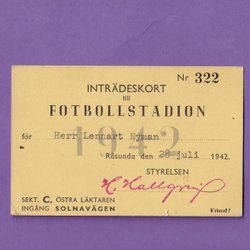 Nr 322
INTRÄDESKORT
till
FOTBOLLSTADION
1942
för Herr Lennart Nyman
Råsunda den 28 juli 1942.
STYRELSEN
SEKT. C, ÖSTRA LÄKTAREN
INGÅNG SOLNAVÄGEN
Vänd!